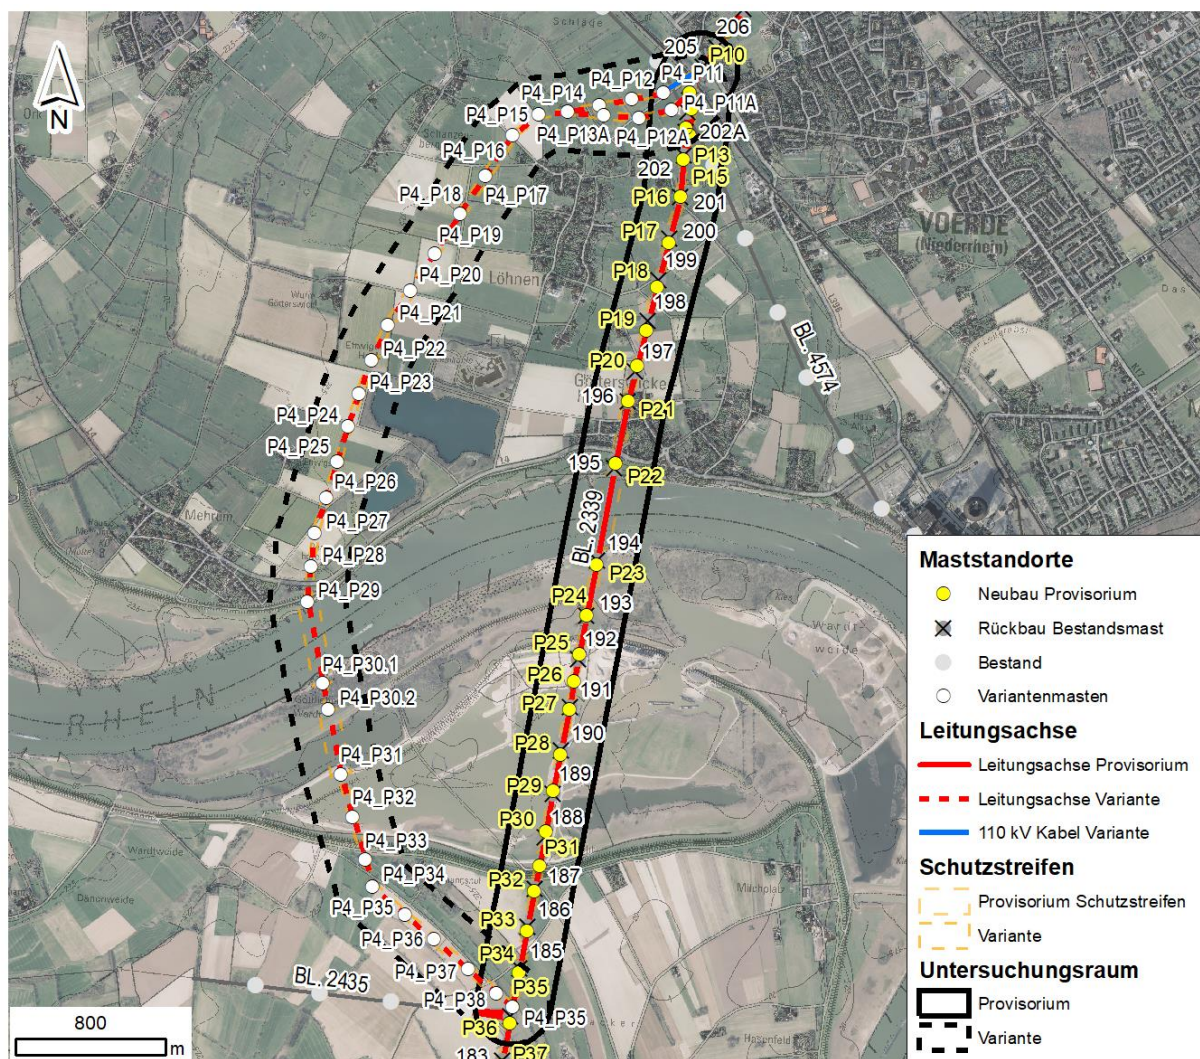 N
Schläge
206
205
P10
P4_P11
P4_P12
P4_P14
P4_P15
P4_P11A
P4_P13A
P4_P12A
202A
P4_P16
P13
202
P15
P4_P17
P4_P18
P16
201
P4_P19
P17
200
VOERDE
(Niederrhein)
199
P4_P20
Löhnen
P18
198
P4_P21
P19
197
BL. 4574
P4_P22
P20
P4_P23
196
P21
P4_P24
P4_P25
195
P22
P4_P26
Mehrum
P4_P27
BL. 2339
194
P4_P28
P23
P4_P29
P24
193
192
P25
P4_P30.1
P26
191
P4_P30.2
P27
RHEIN
190
P28
P4_P31
189
P29
P4_P32
188
P30
P4_P33
P31
P4_P34
187
P32
P4_P35
186
P33
P4_P36
185
P34
BL. 2435
P4_P37
P35
P4_P38
P4_P35
P36
183
P37
Milchplatz
Hasenfeld
800
m
Maststandorte
Neubau Provisorium
Rückbau Bestandsmast
Bestand
Variantenmasten
Leitungsachse
Leitungsachse Provisorium
Leitungsachse Variante
110 kV Kabel Variante
Schutzstreifen
Provisorium Schutzstreifen
Variante
Untersuchungsraum
Provisorium
Variante